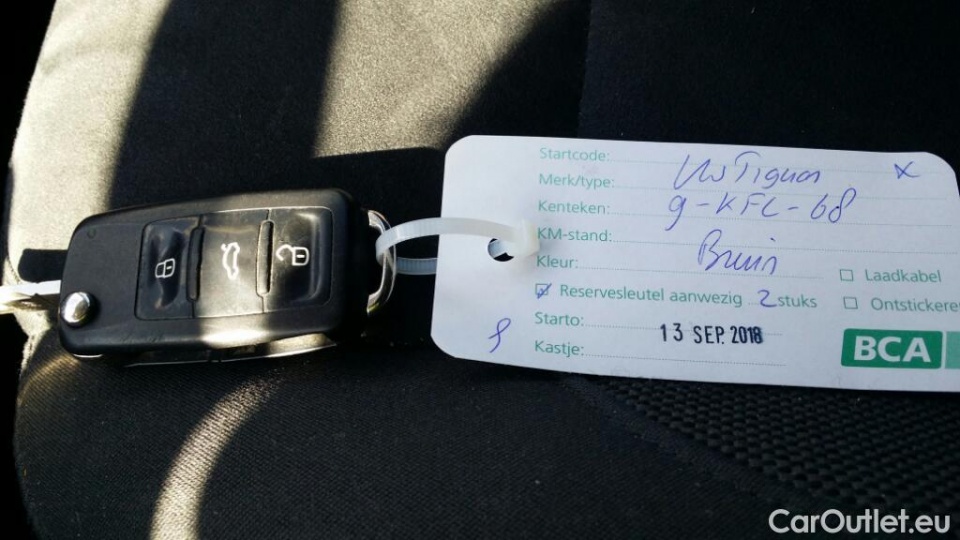 Startcode:
Merk/type: VW Tiguan x
Kenteken: 9-KFC-68
KM-stand:
Kleur: Bruin
Laadkabel
Reservesleutel aanwezig 2 stuks
Starto: 13 SEP. 2018
Kastje:
BCA
CarOutlet.eu